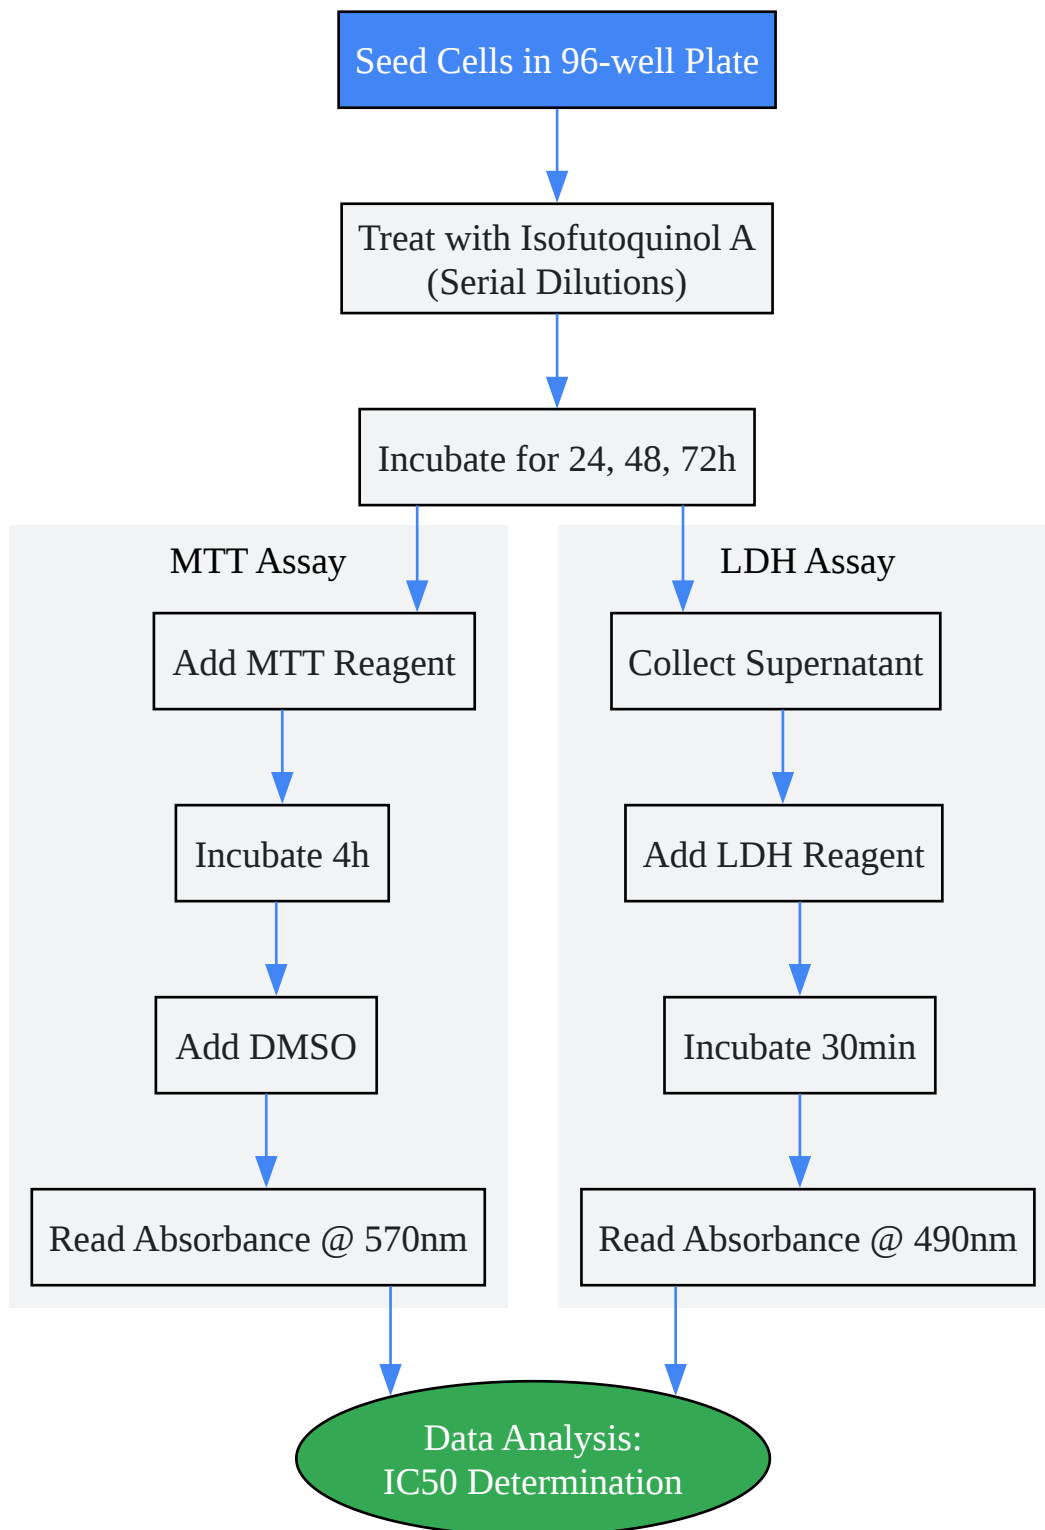 Seed Cells in 96-well Plate
Treat with Isofutoquinol A
(Serial Dilutions)
Incubate for 24, 48, 72h
MTT Assay
Add MTT Reagent
Incubate 4h
Add DMSO
Read Absorbance @ 570nm
LDH Assay
Collect Supernatant
Add LDH Reagent
Incubate 30min
Read Absorbance @ 490nm
Data Analysis:
IC50 Determination